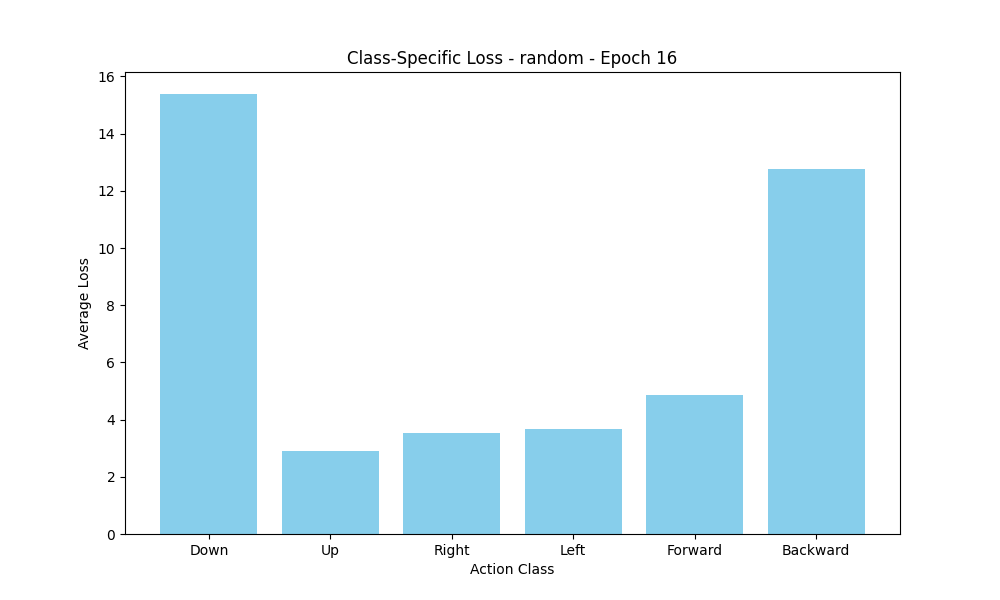 Class-Specific Loss - random - Epoch 16
16
14
12
10
8
6
4
2
0
Average Loss
Down Up Right Left Forward Backward
Action Class